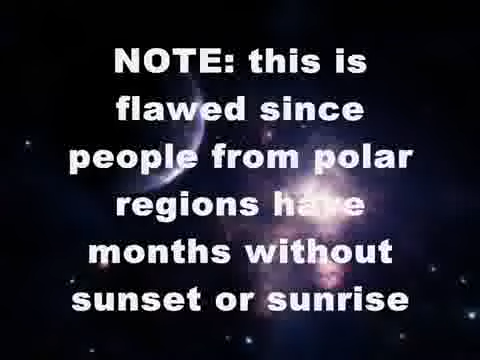 NOTE: this is
flawed since
people from polar
regions have
months without
sunset or sunrise